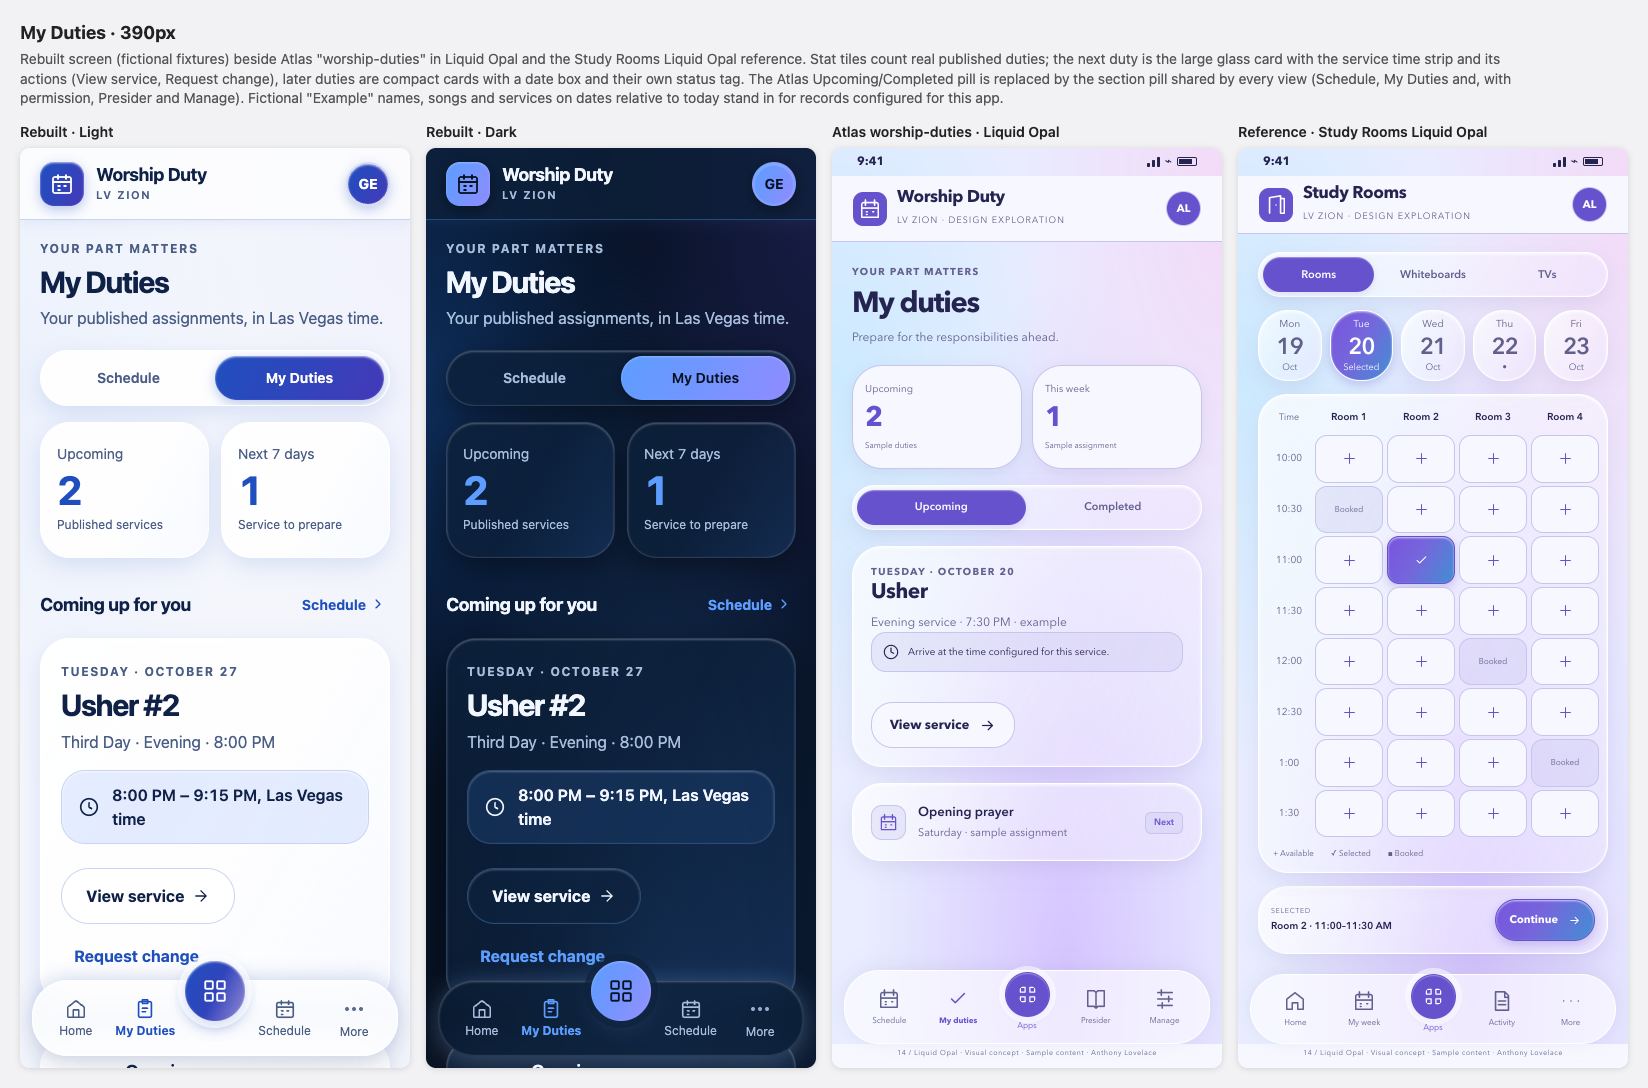 My Duties · 390px
Rebuilt screen (fictional fixtures) beside Atlas "worship-duties" in Liquid Opal and the Study Rooms Liquid Opal reference. Stat tiles count real published duties; the next duty is the large glass card with the service time strip and its
actions (View service, Request change), later duties are compact cards with a date box and their own status tag. The Atlas Upcoming/Completed pill is replaced by the section pill shared by every view (Schedule, My Duties and, with
permission, Presider and Manage). Fictional "Example" names, songs and services on dates relative to today stand in for records configured for this app.
Rebuilt · Light
Worship Duty
LV ZION
GE
YOUR PART MATTERS
My Duties
Your published assignments, in Las Vegas time.
Schedule
My Duties
Upcoming
2
Published services
Next 7 days
1
Service to prepare
Coming up for you
Schedule
TUESDAY · OCTOBER 27
Usher #2
Third Day · Evening · 8:00 PM
8:00 PM – 9:15 PM, Las Vegas
time
View service
Request change
Home
My Duties
Schedule
More
Rebuilt · Dark
Worship Duty
LV ZION
GE
YOUR PART MATTERS
My Duties
Your published assignments, in Las Vegas time.
Schedule
My Duties
Upcoming
2
Published services
Next 7 days
1
Service to prepare
Coming up for you
Schedule
TUESDAY · OCTOBER 27
Usher #2
Third Day · Evening · 8:00 PM
8:00 PM – 9:15 PM, Las Vegas
time
View service
Request change
Home
My Duties
Schedule
More
Atlas worship-duties · Liquid Opal
9:41
Worship Duty
LV ZION · DESIGN EXPLORATION
AL
YOUR PART MATTERS
My duties
Prepare for the responsibilities ahead.
Upcoming
2
Sample duties
This week
1
Sample assignment
Upcoming
Completed
TUESDAY · OCTOBER 20
Usher
Evening service · 7:30 PM · example
Arrive at the time configured for this service.
View service
Opening prayer
Saturday · sample assignment
Next
Schedule
My duties
Apps
Presider
Manage
14 / Liquid Opal · Visual concept · Sample content · Anthony Lovelace
Reference · Study Rooms Liquid Opal
9:41
Study Rooms
LV ZION · DESIGN EXPLORATION
AL
Rooms
Whiteboards
TVs
Mon
19
Oct
Tue
20
Selected
Wed
21
Oct
Thu
22
Fri
23
Oct
Time Room 1 Room 2 Room 3 Room 4
10:00 + + + +
10:30 Booked + + +
11:00 + ✓ + +
11:30 + + + +
12:00 + + Booked +
12:30 + + + +
1:00 + + + Booked
1:30 + + + +
+ Available ✓ Selected ■ Booked
SELECTED
Room 2 · 11:00–11:30 AM
Continue
Home
My week
Apps
Activity
More
14 / Liquid Opal · Visual concept · Sample content · Anthony Lovelace